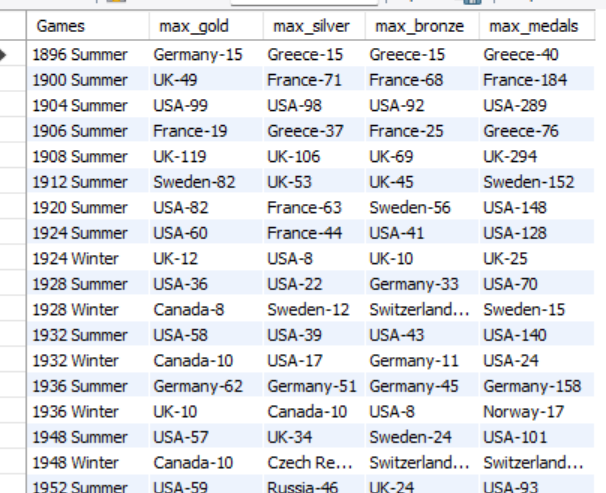 Games max_gold max_silver max_bronze max_medals
1896 Summer Germany-15 Greece-15 Greece-15 Greece-40
1900 Summer UK-49 France-71 France-68 France-184
1904 Summer USA-99 USA-98 USA-92 USA-289
1906 Summer France-19 Greece-37 France-25 Greece-76
1908 Summer UK-119 UK-106 UK-69 UK-294
1912 Summer Sweden-82 UK-53 UK-45 Sweden-152
1920 Summer USA-82 France-63 Sweden-56 USA-148
1924 Summer USA-60 France-44 USA-41 USA-128
1924 Winter UK-12 USA-8 UK-10 UK-25
1928 Summer USA-36 USA-22 Germany-33 USA-70
1928 Winter Canada-8 Sweden-12 Switzerland... Sweden-15
1932 Summer USA-58 USA-39 USA-43 USA-140
1932 Winter Canada-10 USA-17 Germany-11 USA-24
1936 Summer Germany-62 Germany-51 Germany-45 Germany-158
1936 Winter UK-10 Canada-10 USA-8 Norway-17
1948 Summer USA-57 UK-34 Sweden-24 USA-101
1948 Winter Canada-10 Czech Re... Switzerland... Switzerland...
1952 Summer USA-59 Russia-46 UK-24 USA-93